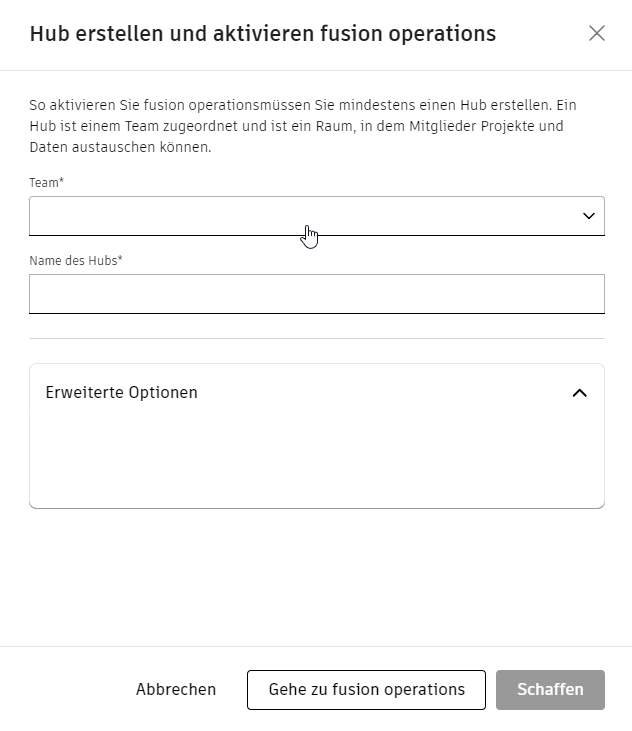 Hub erstellen und aktivieren fusion operations
So aktivieren Sie fusion operationsmüssen Sie mindestens einen Hub erstellen. Ein
Hub ist einem Team zugeordnet und ist ein Raum, in dem Mitglieder Projekte und
Daten austauschen können.
Team*
Name des Hubs*
Erweiterte Optionen
Abbrechen
Gehe zu fusion operations
Schaffen